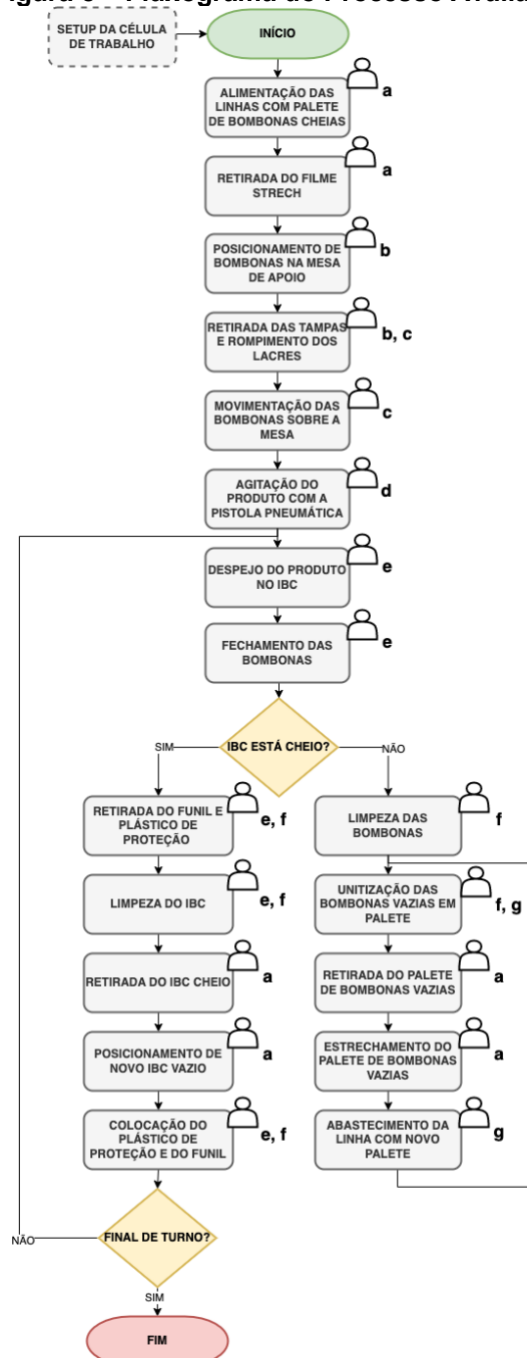 SETUP DA CÉLULA
DE TRABALHO
INÍCIO
ALIMENTAÇÃO DAS
LINHAS COM PALETE
DE BOMBONAS CHEIAS
a
RETIRADA DO FILME
STRECH
a
POSICIONAMENTO DE
BOMBONAS NA MESA
DE APOIO
b
RETIRADA DAS TAMPAS
E ROMPIMENTO DOS
LACRES
b, c
MOVIMENTAÇÃO DAS
BOMBONAS SOBRE A
MESA
c
AGITAÇÃO DO
PRODUTO COM A
PISTOLA PNEUMÁTICA
d
DESPEJO DO PRODUTO
NO IBC
e
FECHAMENTO DAS
BOMBONAS
e
IBC ESTÁ CHEIO?
SIM
NÃO
RETIRADA DO FUNIL E
PLÁSTICO DE
PROTEÇÃO
e, f
LIMPEZA DO IBC
e, f
RETIRADA DO IBC CHEIO
a
POSICIONAMENTO DE
NOVO IBC VAZIO
a
COLOCAÇÃO DO
PLÁSTICO DE
PROTEÇÃO E DO FUNIL
e, f
LIMPEZA DAS
BOMBONAS
f
UNITIZAÇÃO DAS
BOMBONAS VAZIAS EM
PALETE
f, g
RETIRADA DO PALETE
DE BOMBONAS VAZIAS
a
ESTRECHAMENTO DO
PALETE DE BOMBONAS
VAZIAS
a
ABASTECIMENTO DA
LINHA COM NOVO
PALETE
g
FINAL DE TURNO?
NÃO
SIM
FIM